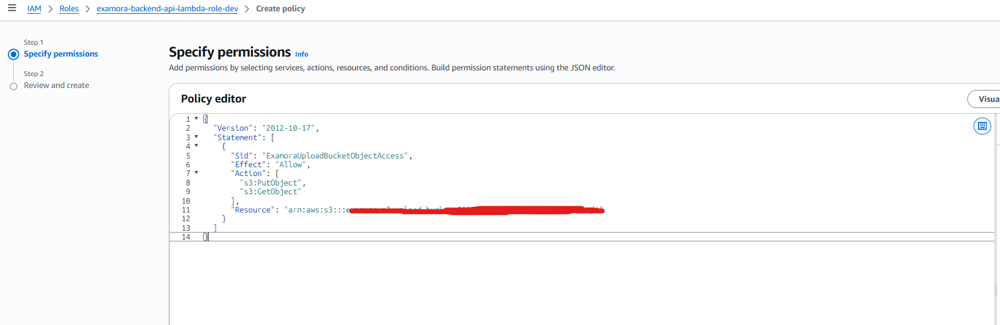 IAM > Roles > examora-backend-api-lambda-role-dev > Create policy
Step 1
Specify permissions
Step 2
Review and create
Specify permissions Info
Add permissions by selecting services, actions, resources, and conditions. Build permission statements using the JSON editor.
Policy editor
Visua
1 {
2 "Version": "2012-10-17",
3 "Statement": [
4 {
5 "Sid": "ExamoraUploadBucketObjectAccess",
6 "Effect": "Allow",
7 "Action": [
8 "s3:PutObject",
9 "s3:GetObject"
10 ],
11 "Resource": "arn:aws:s3:::
12 }
13 ]
14 }